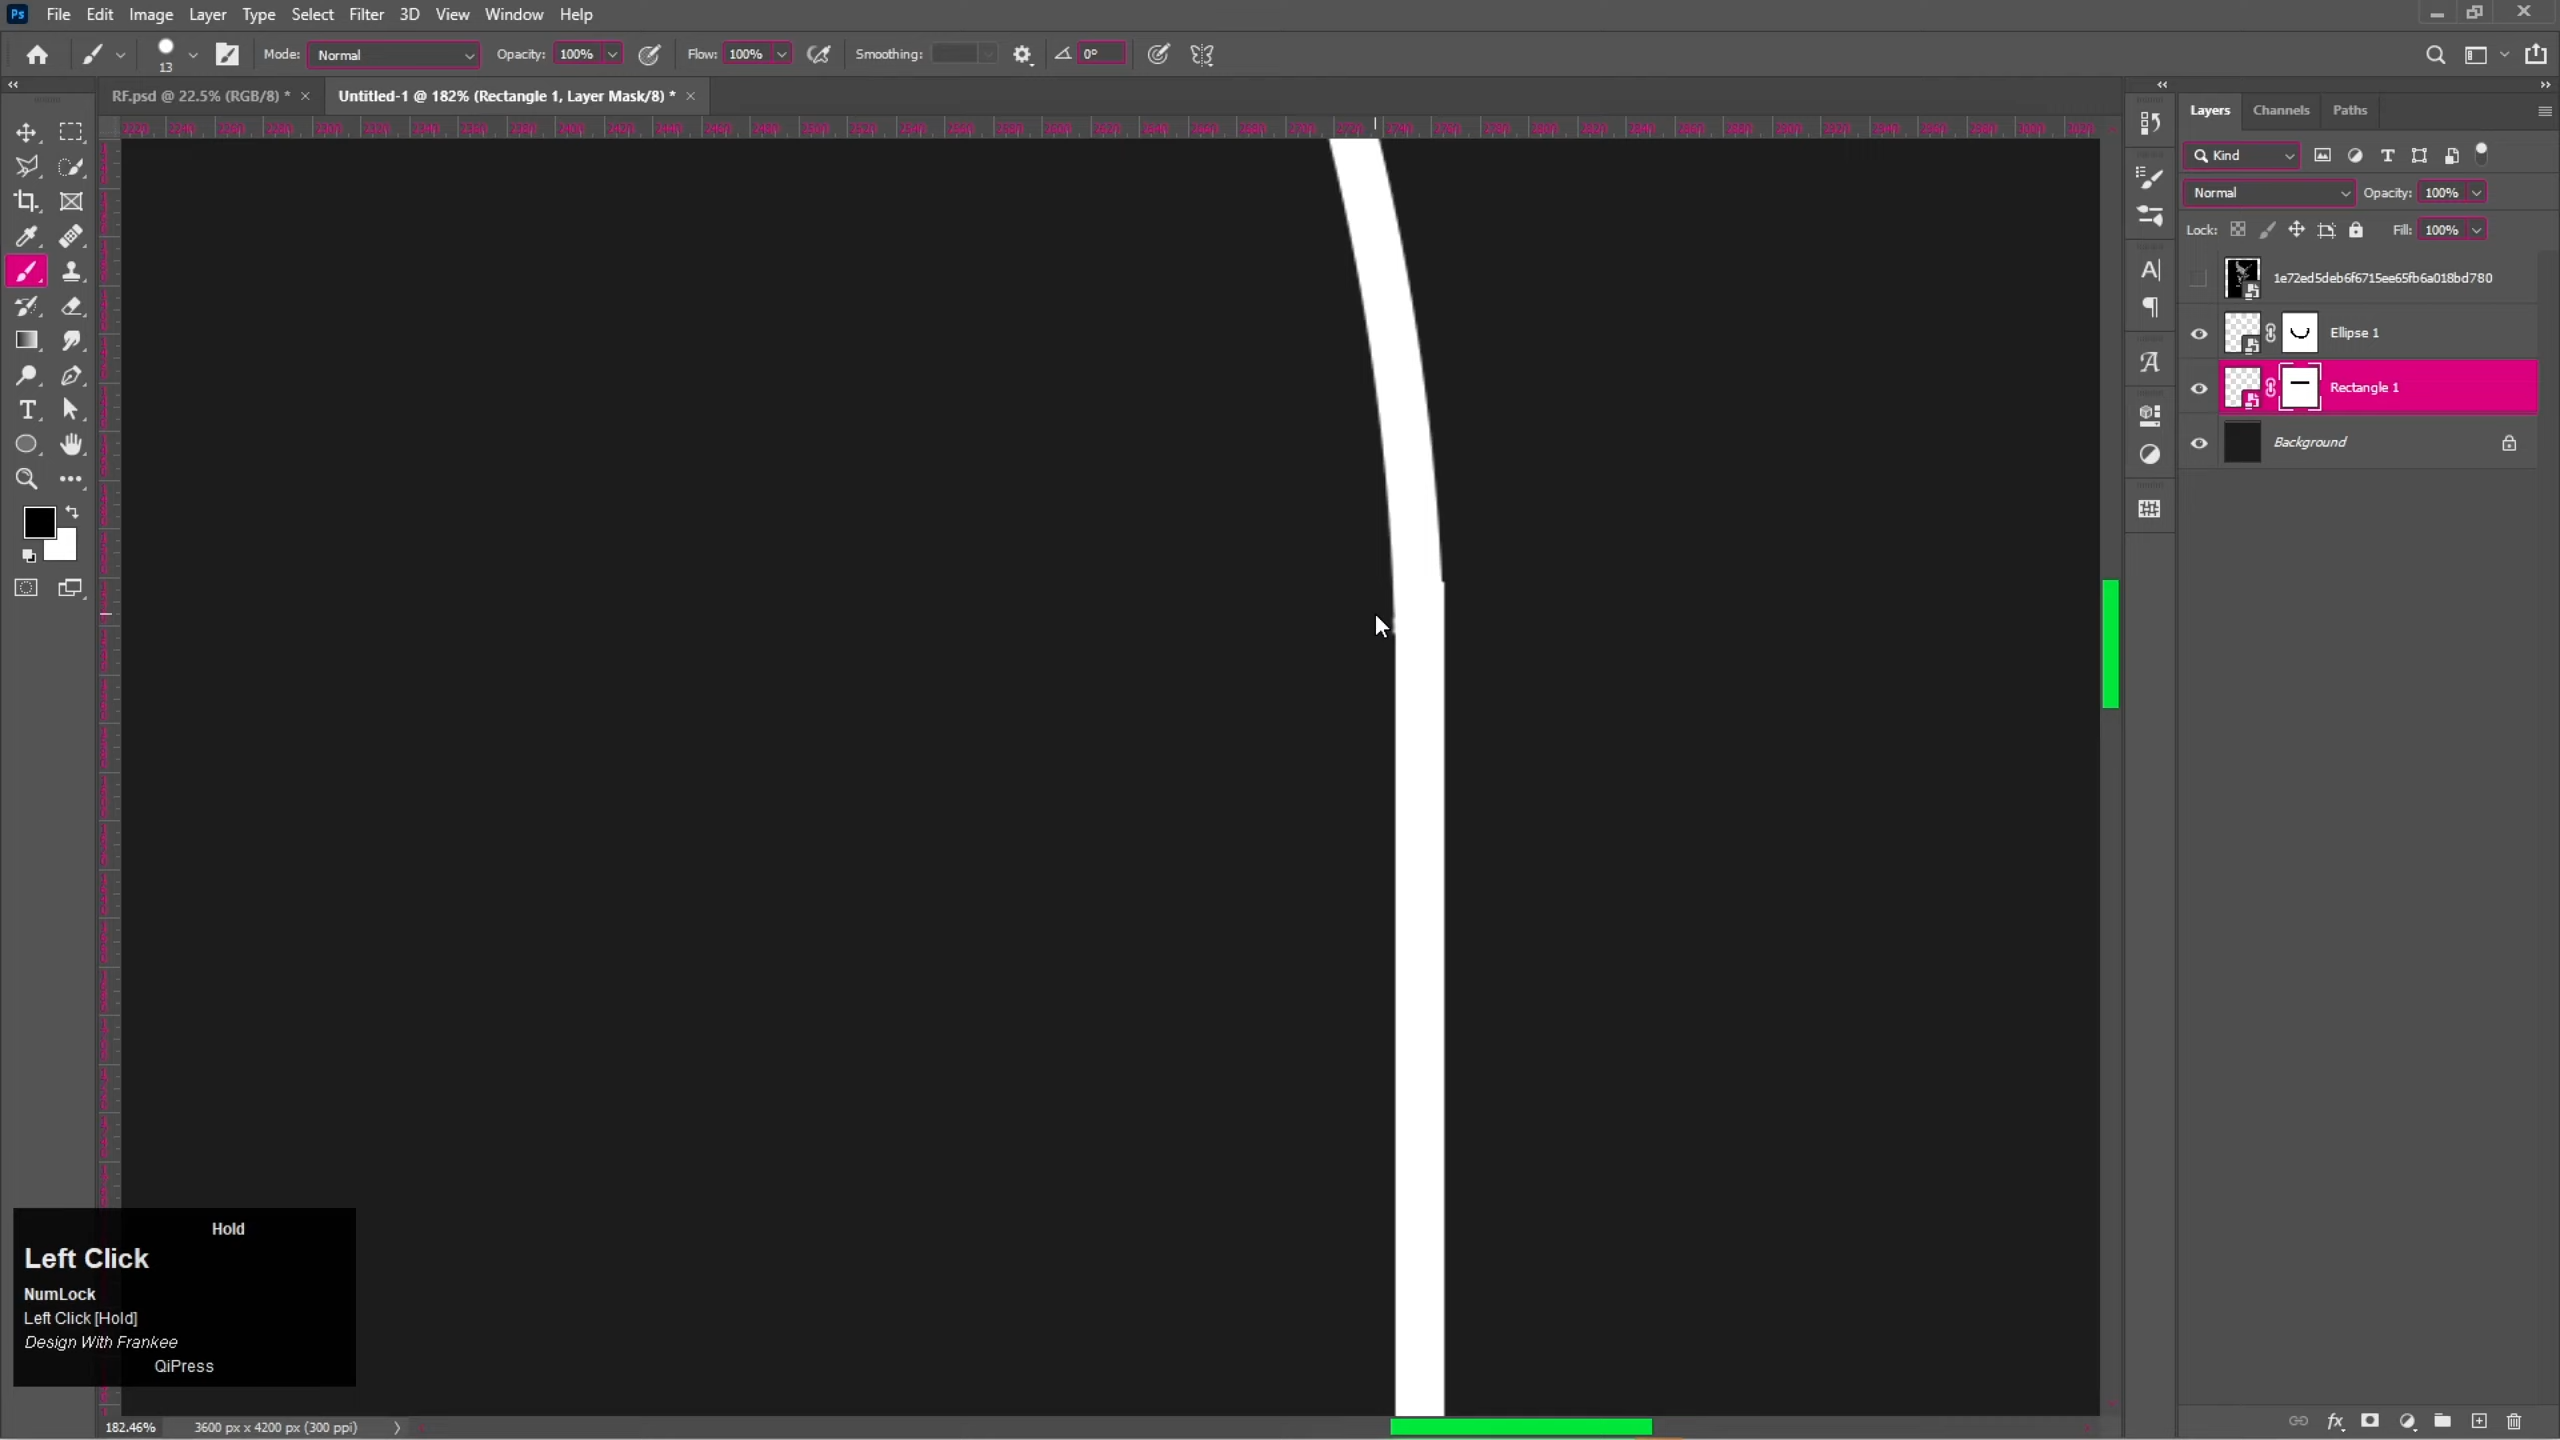 Ps File Edit Image Layer Type Select Filter 3D View Window Help
13 Mode: Normal Opacity: 100% Flow: 100% Smoothing: 0°
RF.psd @ 22.5% (RGB/8) * × Untitled-1 @ 182% (Rectangle 1, Layer Mask/8) * ×
Layers Channels Paths
Kind
Normal Opacity: 100%
Lock: Fill: 100%
1e72ed5deb6f6715ee65fb6a018bd780
Ellipse 1
Rectangle 1
Background
Hold
Left Click
NumLock
Left Click [Hold]
Design With Frankee
QiPress
182.46% 3600 px x 4200 px (300 ppi)